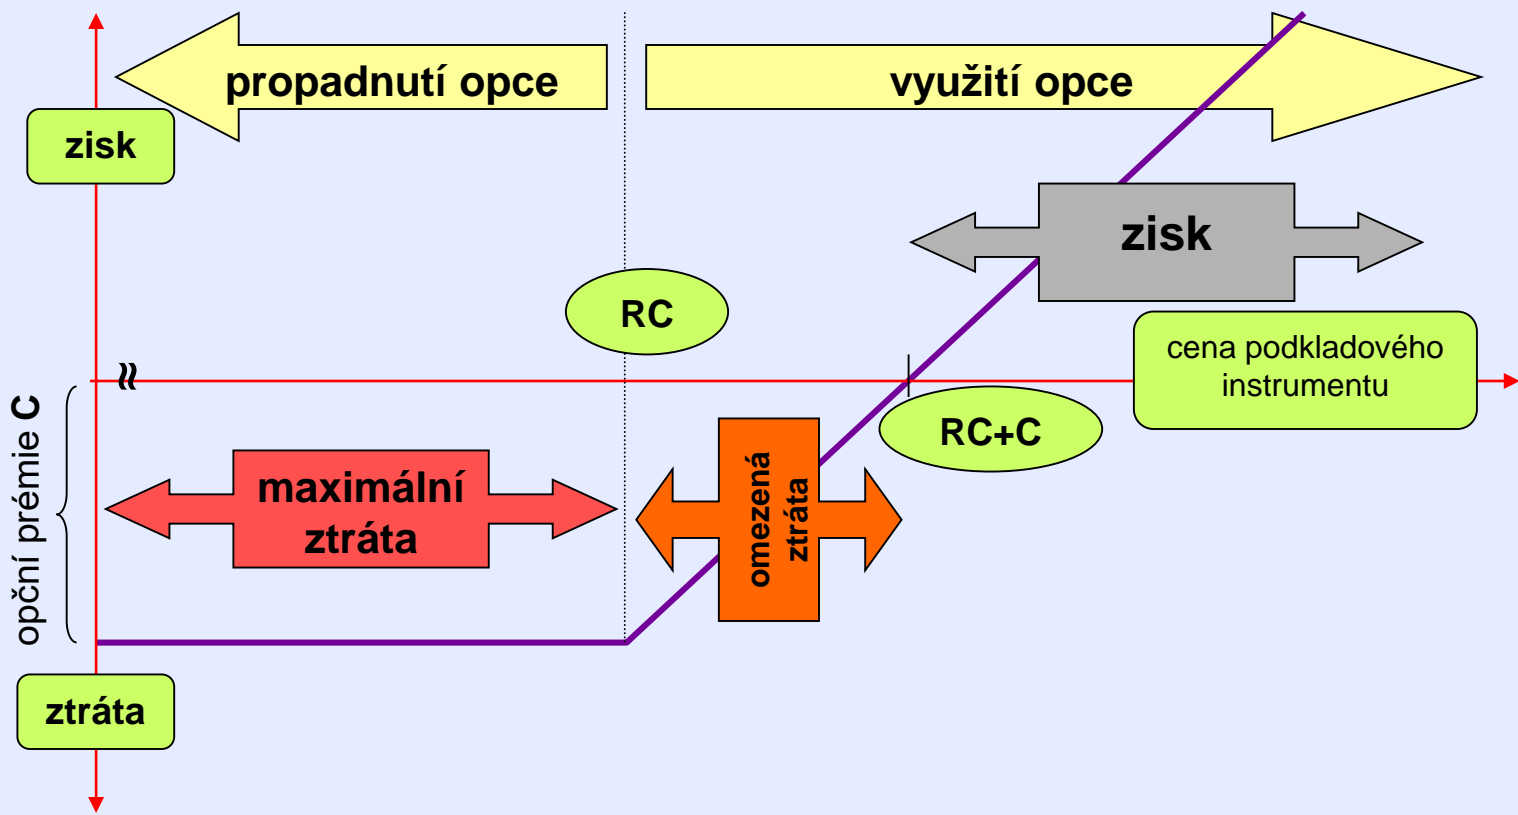 propadnutí opce
využití opce
zisk
zisk
RC
cena podkladového
instrumentu
≈
RC+C
opční prémie C
maximální
ztráta
omezená
ztráta
ztráta